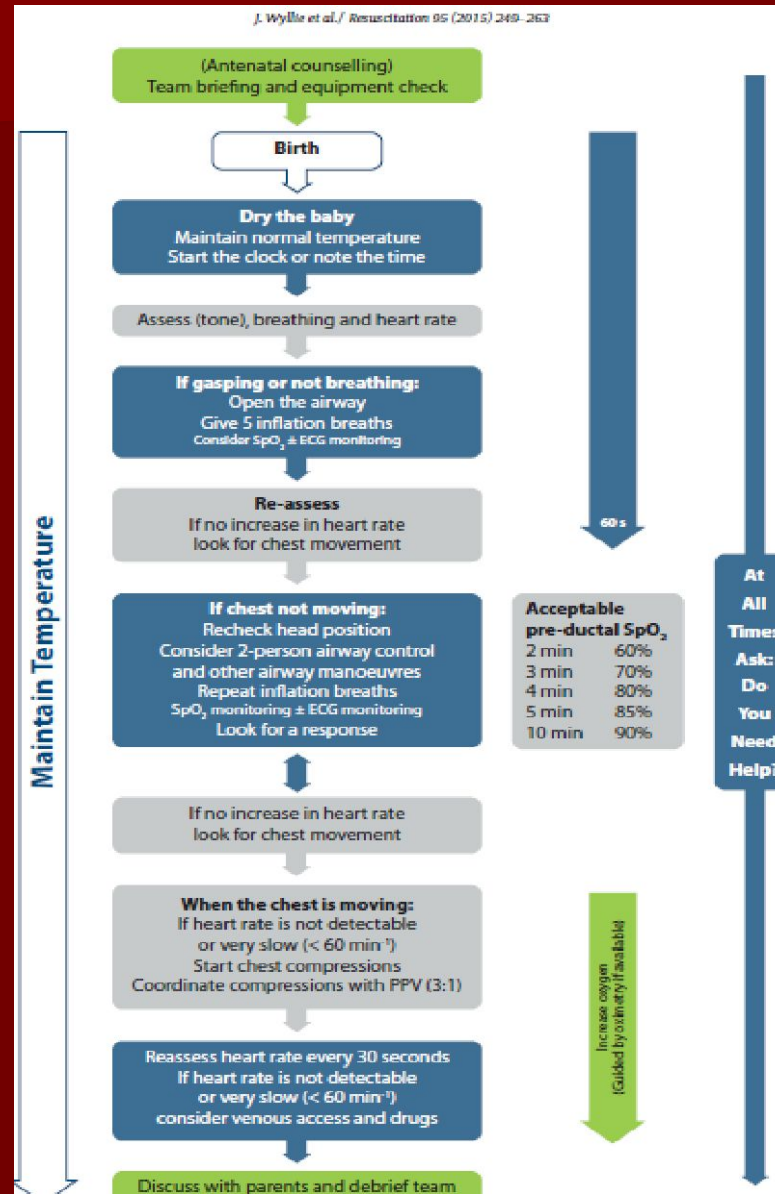 J. Wyllie et al./ Resuscitation 95 (2015) 249–263
(Antenatal counselling)
Team briefing and equipment check
Birth
Dry the baby
Maintain normal temperature
Start the clock or note the time
Assess (tone), breathing and heart rate
If gasping or not breathing:
Open the airway
Give 5 inflation breaths
Consider SpO₂ ± ECG monitoring
Re-assess
If no increase in heart rate
look for chest movement
If chest not moving:
Recheck head position
Consider 2-person airway control
and other airway manoeuvres
Repeat inflation breaths
SpO₂ monitoring ± ECG monitoring
Look for a response
If no increase in heart rate
look for chest movement
When the chest is moving:
If heart rate is not detectable
or very slow (< 60 min⁻¹)
Start chest compressions
Coordinate compressions with PPV (3:1)
Reassess heart rate every 30 seconds
If heart rate is not detectable
or very slow (< 60 min⁻¹)
consider venous access and drugs
Discuss with parents and debrief team
Maintain Temperature
60 s
Acceptable
pre-ductal SpO₂
2 min 60%
3 min 70%
4 min 80%
5 min 85%
10 min 90%
Increase oxygen
(Guided by oximetry if available)
At
All
Times
Ask:
Do
You
Need
Help?